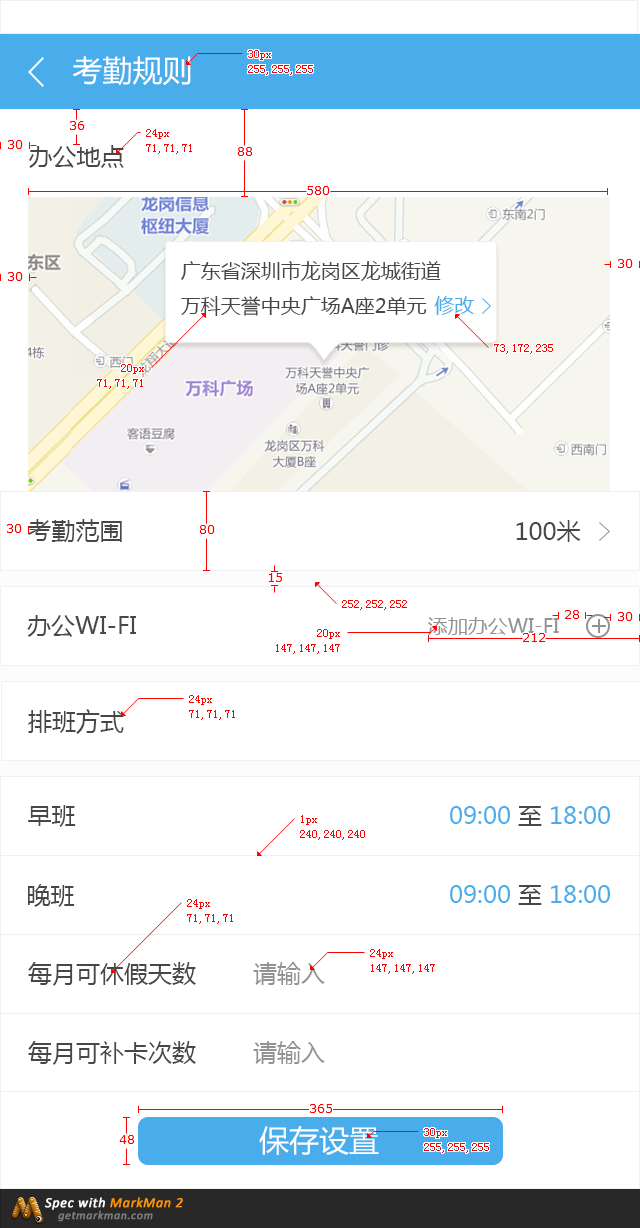 考勤规则
30px
255, 255, 255
36
24px
71, 71, 71
30
88
办公地点
580
龙岗信息
枢纽大厦
东南2门
东区
广东省深圳市龙岗区龙城街道
30
30
万科天誉中央广场A座2单元 修改
4栋
西门
20px
71, 71, 71
73, 172, 235
万科天誉中央广
场A座2单元
万科广场
客语豆腐
龙岗区万科
大厦B座
西南门
30
考勤范围
80
100米
15
252, 252, 252
办公WI-FI
添加办公WI-FI
28
30
20px
147, 147, 147
212
排班方式
24px
71, 71, 71
早班
09:00 至 18:00
1px
240, 240, 240
晚班
09:00 至 18:00
24px
71, 71, 71
每月可休假天数
请输入
24px
147, 147, 147
每月可补卡次数
请输入
365
48
保存设置
30px
255, 255, 255
Spec with MarkMan 2
getmarkman.com